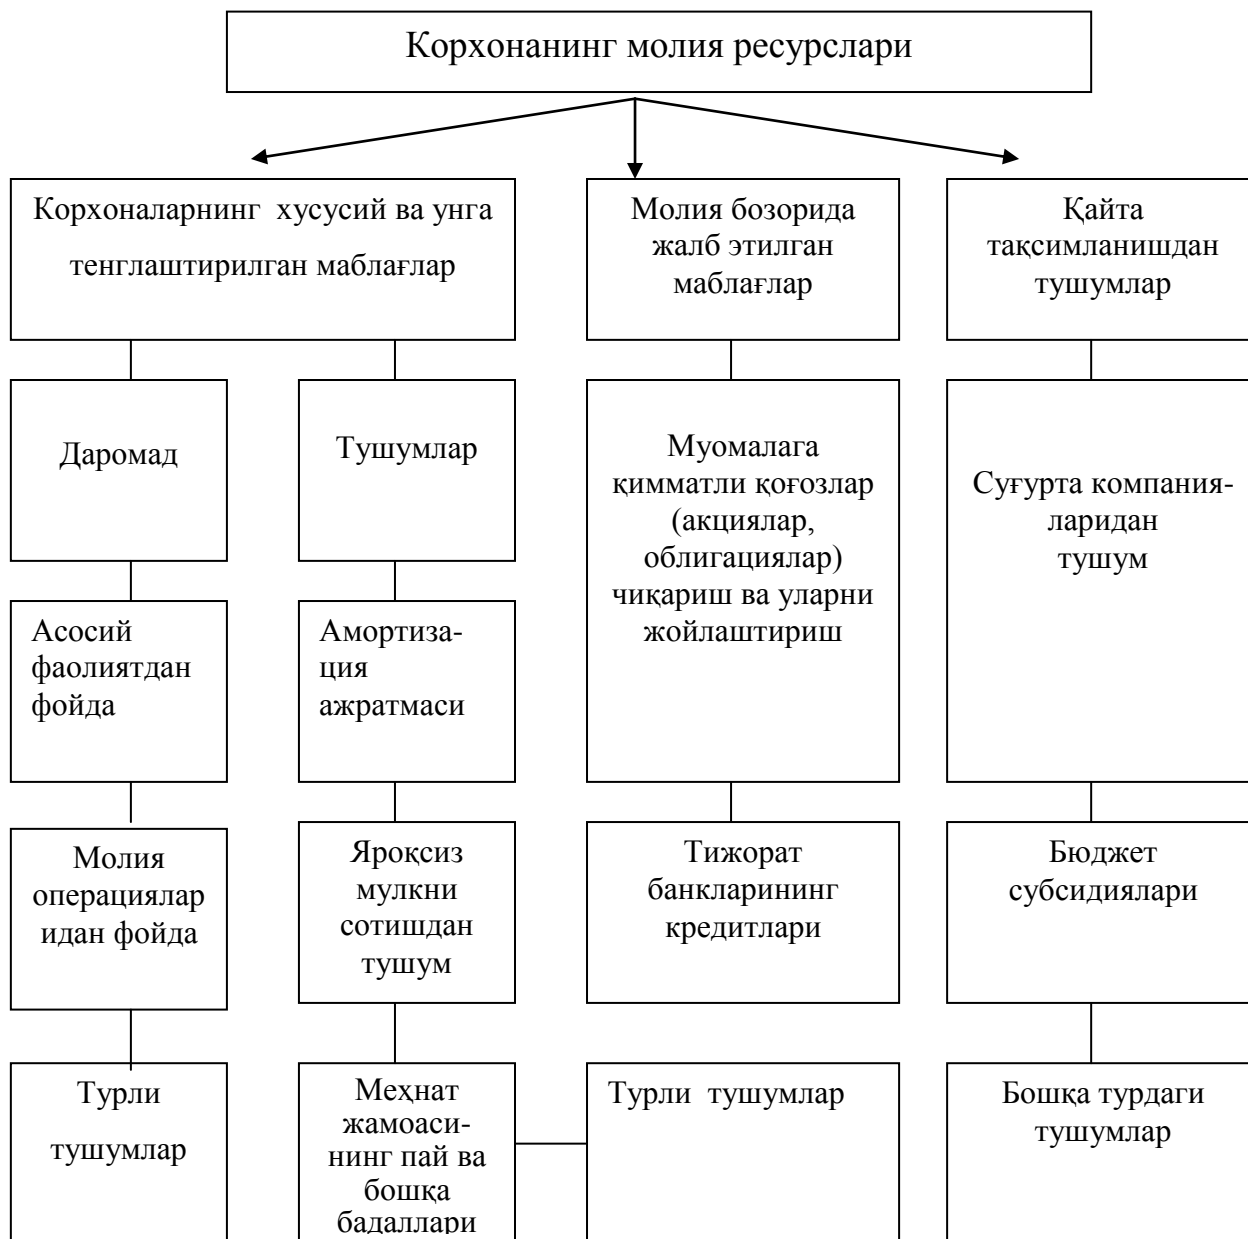 Корхонанинг молия ресурслари
Корхоналарнинг хусусий ва унга
тенглаштирилган маблағлар
Молия бозорида
жалб этилган
маблағлар
Қайта
тақсимланишдан
тушумлар
Даромад
Тушумлар
Муомалага
қимматли қоғозлар
(акциялар,
облигациялар)
чиқариш ва уларни
жойлаштириш
Суғурта компания-
ларидан
тушум
Асосий
фаолиятдан
фойда
Амортиза-
ция
ажратмаси
Молия
операциялар
идан фойда
Яроқсиз
мулкни
сотишдан
тушум
Тижорат
банкларининг
кредитлари
Бюджет
субсидиялари
Турли
тушумлар
Меҳнат
жамоаси-
нинг пай ва
бошқа
бадаллари
Турли тушумлар
Бошқа турдаги
тушумлар